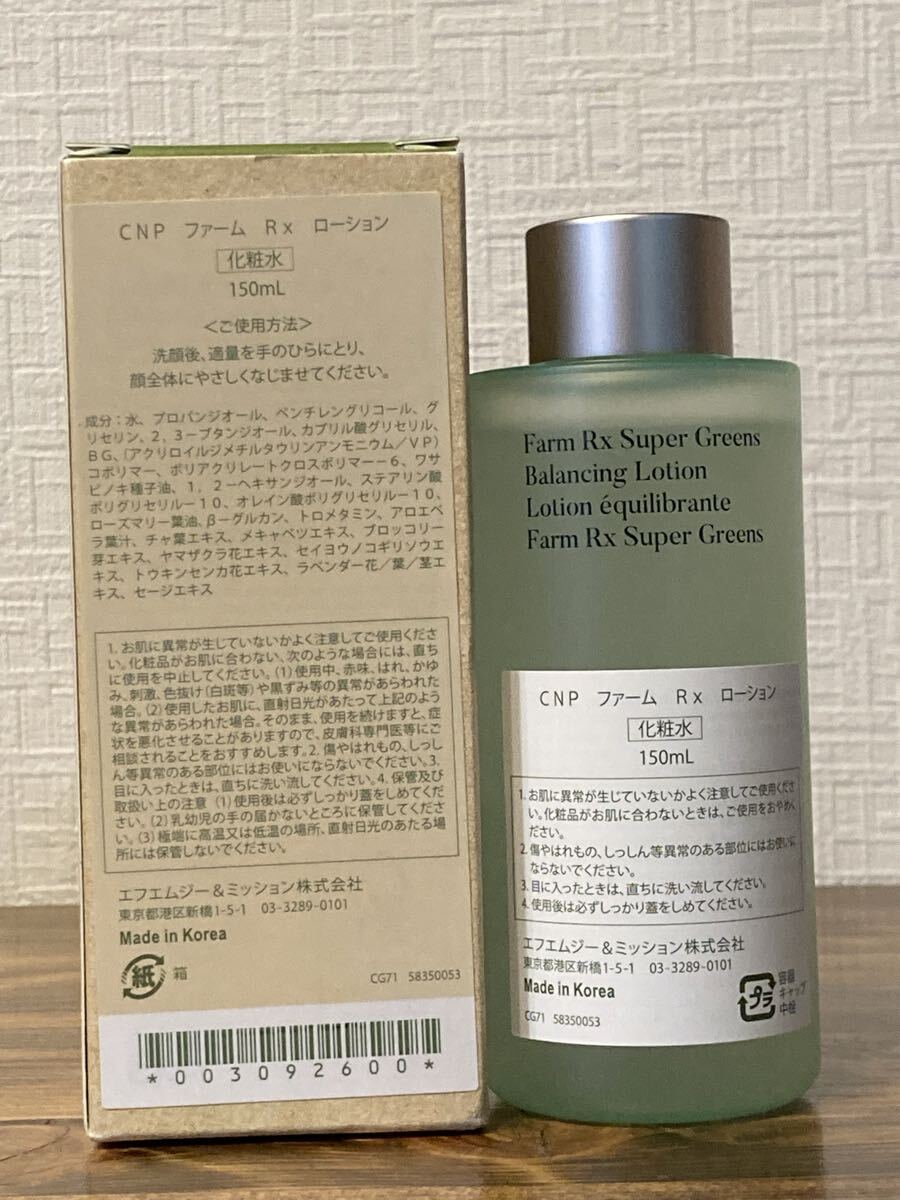 CNP ファーム Rx ローション
化粧水
150mL
＜ご使用方法＞
洗顔後、適量を手のひらにとり、
顔全体にやさしくなじませてください。
成分：水、プロパンジオール、ペンチレングリコール、グ
リセリン、2，3－ブタンジオール、カプリル酸グリセリル、
BG、（アクリロイルジメチルタウリンアンモニウム／VP）
コポリマー、ポリアクリレートクロスポリマー－6、ワサ
ビノキ種子油、1，2－ヘキサンジオール、ステアリン酸
ポリグリセリル－10、オレイン酸ポリグリセリル－10、
ローズマリー葉油、β－グルカン、トロメタミン、アロエベ
ラ葉汁、チャ葉エキス、メキャベツエキス、ブロッコリー
芽エキス、ヤマザクラ花エキス、セイヨウノコギリソウエ
キス、トウキンセンカ花エキス、ラベンダー花／葉／茎エ
キス、セージエキス
1. お肌に異常が生じていないかよく注意してご使用くださ
い。化粧品がお肌に合わない、次のような場合には、直ち
に使用を中止してください。(1)使用中、赤味、はれ、かゆ
み、刺激、色抜け(白斑等)や黒ずみ等の異常があらわれた
場合。(2)使用したお肌に、直射日光があたって上記のよう
な異常があらわれた場合。そのまま、使用を続けますと、症
状を悪化させることがありますので、皮膚科専門医等にご
相談されることをおすすめします。2. 傷やはれもの、しっし
ん等異常のある部位にはお使いにならないでください。3.
目に入ったときは、直ちに洗い流してください。4. 保管及び
取扱い上の注意 (1)使用後は必ずしっかり蓋をしめてくだ
さい。(2)乳幼児の手の届かないところに保管してくださ
い。(3)極端に高温又は低温の場所、直射日光のあたる場
所には保管しないでください。
エフエムジー＆ミッション株式会社
東京都港区新橋1-5-1 03-3289-0101
Made in Korea
紙 箱
CG71 58350053
*003092600*
Farm Rx Super Greens
Balancing Lotion
Lotion équilibrante
Farm Rx Super Greens
CNP ファーム Rx ローション
化粧水
150mL
1. お肌に異常が生じていないかよく注意してご使用くださ
い。化粧品がお肌に合わないときは、ご使用をおやめく
ださい。
2. 傷やはれもの、しっしん等異常のある部位にはお使いに
ならないでください。
3. 目に入ったときは、直ちに洗い流してください。
4. 使用後は必ずしっかり蓋をしめてください。
エフエムジー＆ミッション株式会社
東京都港区新橋1-5-1 03-3289-0101
Made in Korea
CG71 58350053
プラ
容器
キャップ
中栓